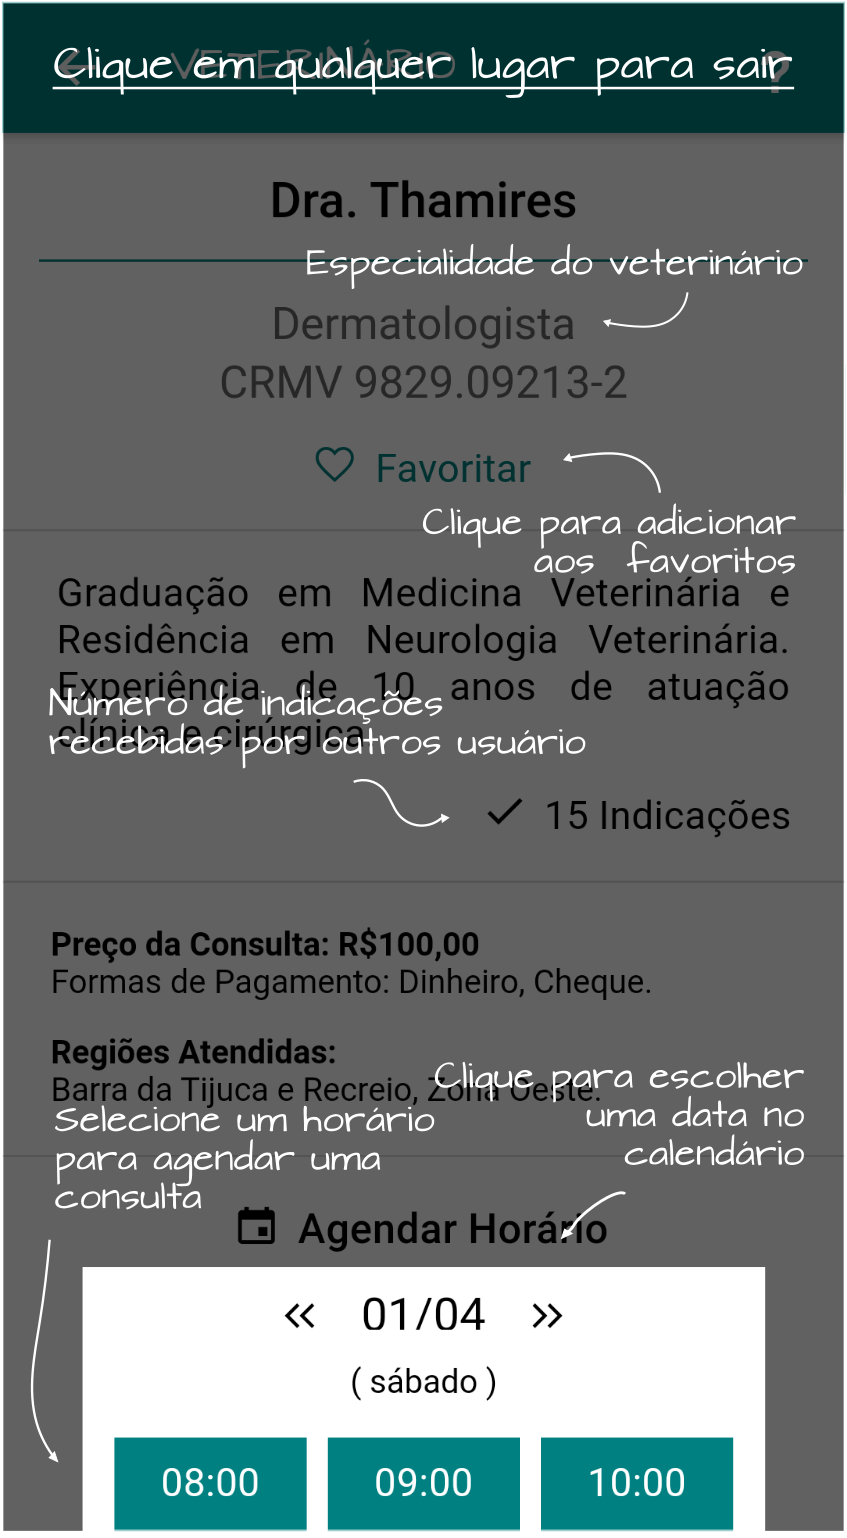 VETERINÁRIO
?
Clique em qualquer lugar para sair
Dra. Thamires
Especialidade do veterinário
Dermatologista
CRMV 9829.09213-2
Favoritar
Clique para adicionar
aos favoritos
Graduação em Medicina Veterinária e
Residência em Neurologia Veterinária.
Experiência de 10 anos de atuação
clínica e cirúrgica.
Número de indicações
recebidas por outros usuário
15 Indicações
Preço da Consulta: R$100,00
Formas de Pagamento: Dinheiro, Cheque.
Regiões Atendidas:
Barra da Tijuca e Recreio, Zona Oeste.
Clique para escolher
uma data no
calendário
Selecione um horário
para agendar uma
consulta
Agendar Horário
<< 01/04 >>
( sábado )
08:00 09:00 10:00